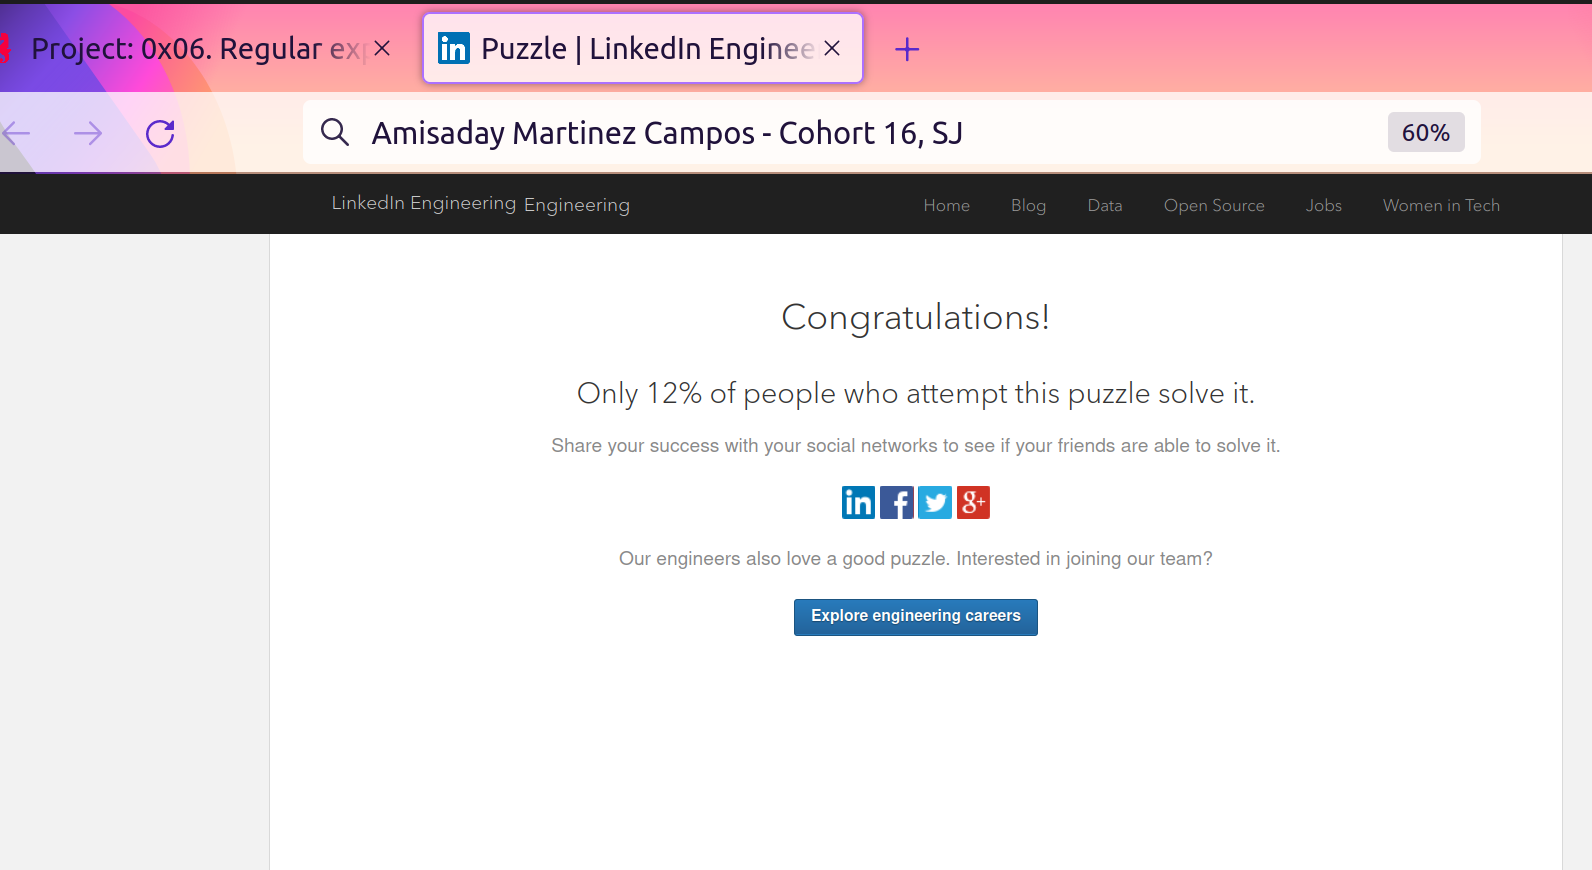 Project: 0x06. Regular exp
Puzzle | LinkedIn Enginee
Amisaday Martinez Campos - Cohort 16, SJ
60%
LinkedIn Engineering Engineering
Home Blog Data Open Source Jobs Women in Tech
Congratulations!
Only 12% of people who attempt this puzzle solve it.
Share your success with your social networks to see if your friends are able to solve it.
in f g+
Our engineers also love a good puzzle. Interested in joining our team?
Explore engineering careers